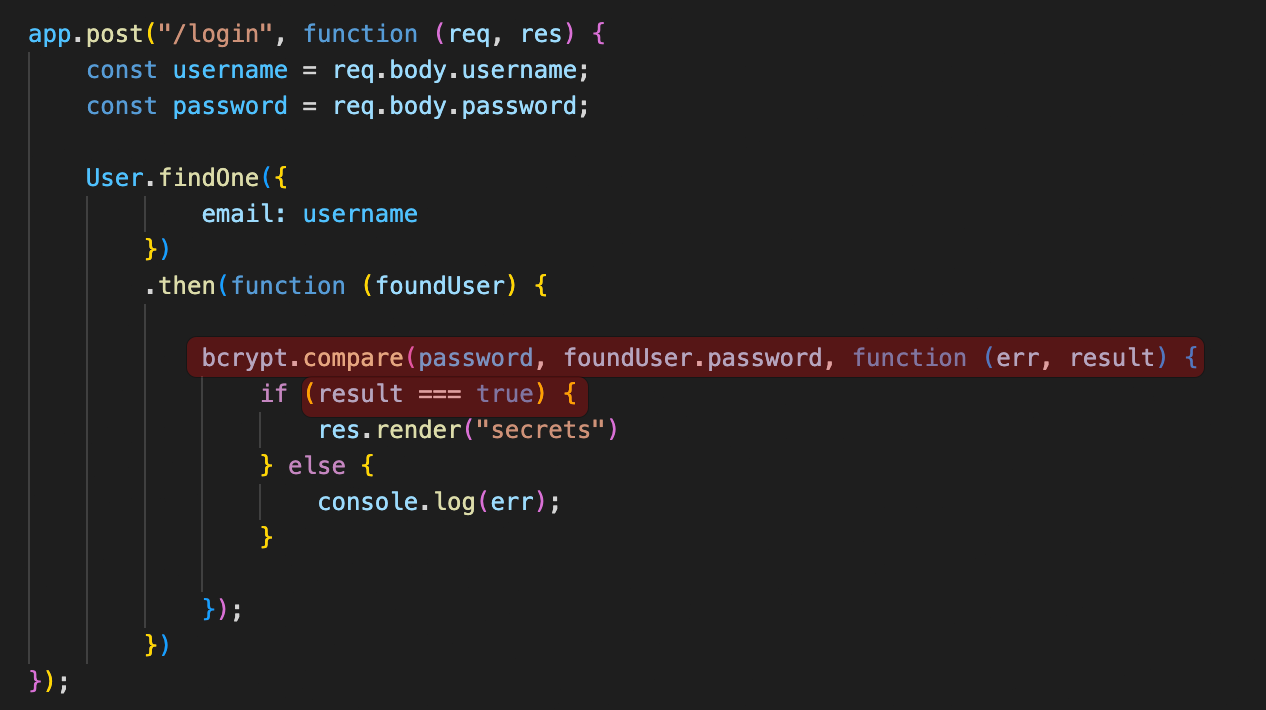 app.post("/login", function (req, res) {
    const username = req.body.username;
    const password = req.body.password;

    User.findOne({
            email: username
        })
        .then(function (foundUser) {

            bcrypt.compare(password, foundUser.password, function (err, result) {
                if (result === true) {
                    res.render("secrets")
                } else {
                    console.log(err);
                }

            });
        })
});